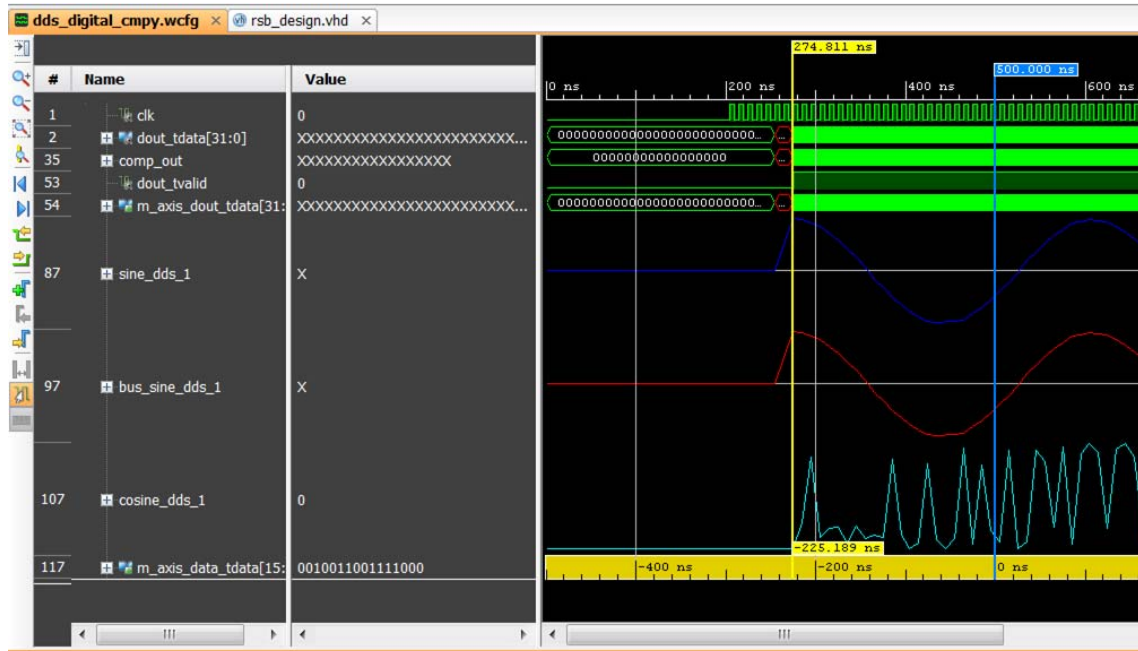 dds_digital_cmpy.wcfg × rsb_design.vhd ×
274.811 ns
500.000 ns
# Name Value
0 ns 200 ns 400 ns 600 ns
1 clk 0
2 dout_tdata[31:0] XXXXXXXXXXXXXXXXXXXXXXXX...
0000000000000000000000000... ...
35 comp_out XXXXXXXXXXXXXXXXX
00000000000000000 ...
53 dout_tvalid 0
54 m_axis_dout_tdata[31: XXXXXXXXXXXXXXXXXXXXXXXX...
0000000000000000000000000... ...
87 sine_dds_1 X
97 bus_sine_dds_1 X
107 cosine_dds_1 0
-225.189 ns
117 m_axis_data_tdata[15: 0010011001111000
-400 ns -200 ns 0 ns